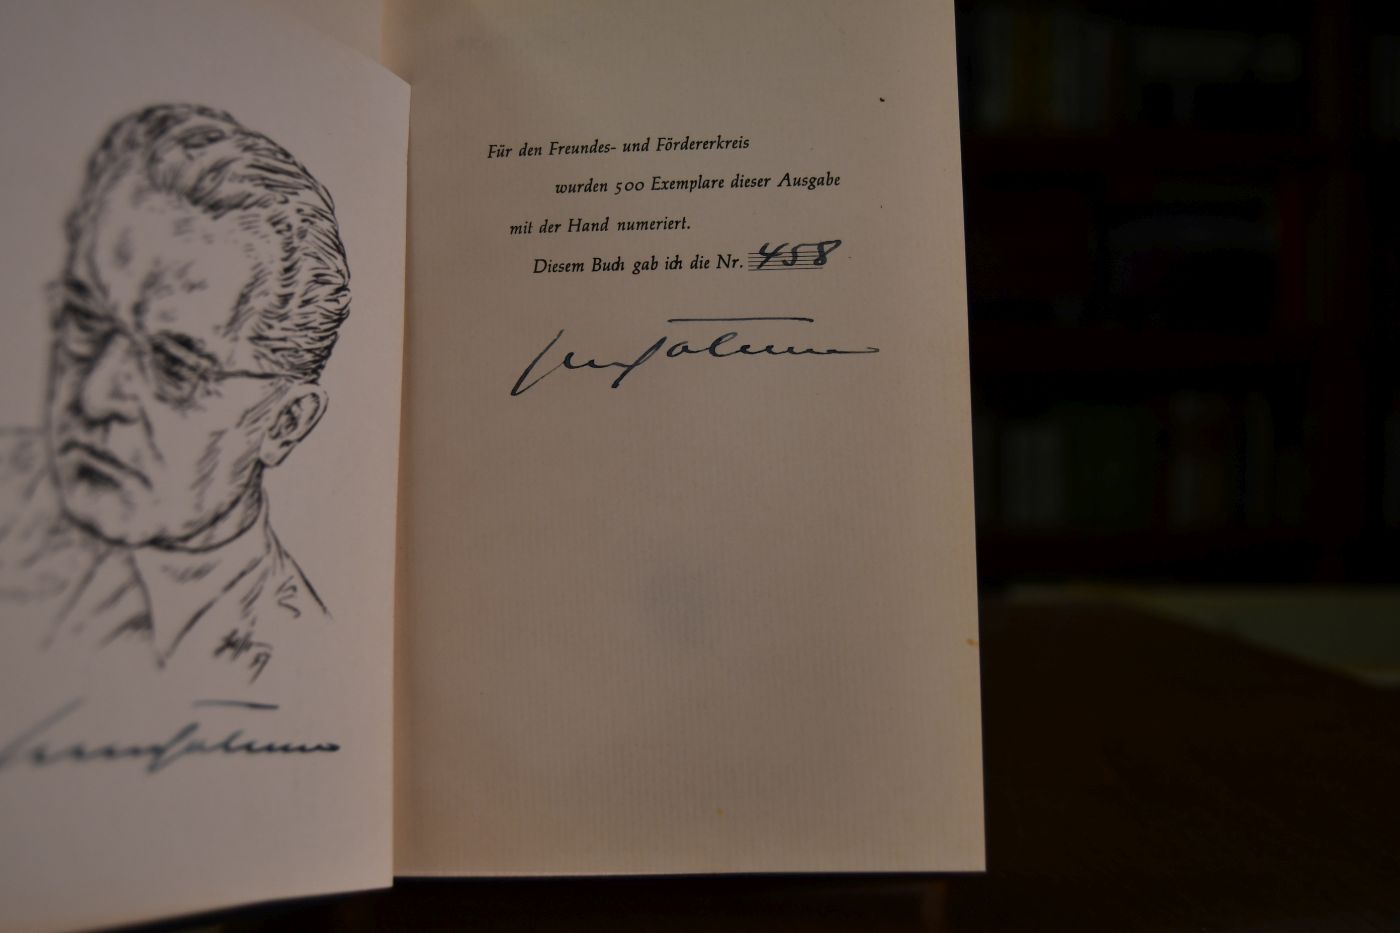 Für den Freundes- und Fördererkreis
wurden 500 Exemplare dieser Ausgabe
mit der Hand numeriert.
Diesem Buch gab ich die Nr. 458